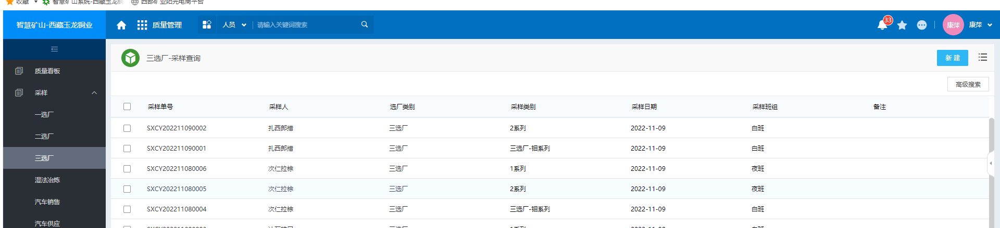 收藏 智慧矿山系统-西藏玉龙铜 西部矿业阳光电商平台
智慧矿山-西藏玉龙铜业 质量管理 人员 请输入关键词搜索 33 康萍 康萍
质量看板
采样
一选厂
二选厂
三选厂
湿法冶炼
汽车销售
汽车供应
三选厂-采样查询 新 建
高级搜索
采样单号 采样人 选厂类别 采样类别 采样日期 采样班组 备注
SXCY202211090002 扎西郎措 三选厂 2系列 2022-11-09 白班
SXCY202211090001 扎西郎措 三选厂 三选厂-钼系列 2022-11-09 白班
SXCY202211080006 次仁拉棕 三选厂 1系列 2022-11-09 夜班
SXCY202211080005 次仁拉棕 三选厂 2系列 2022-11-09 夜班
SXCY202211080004 次仁拉棕 三选厂 三选厂-钼系列 2022-11-09 白班